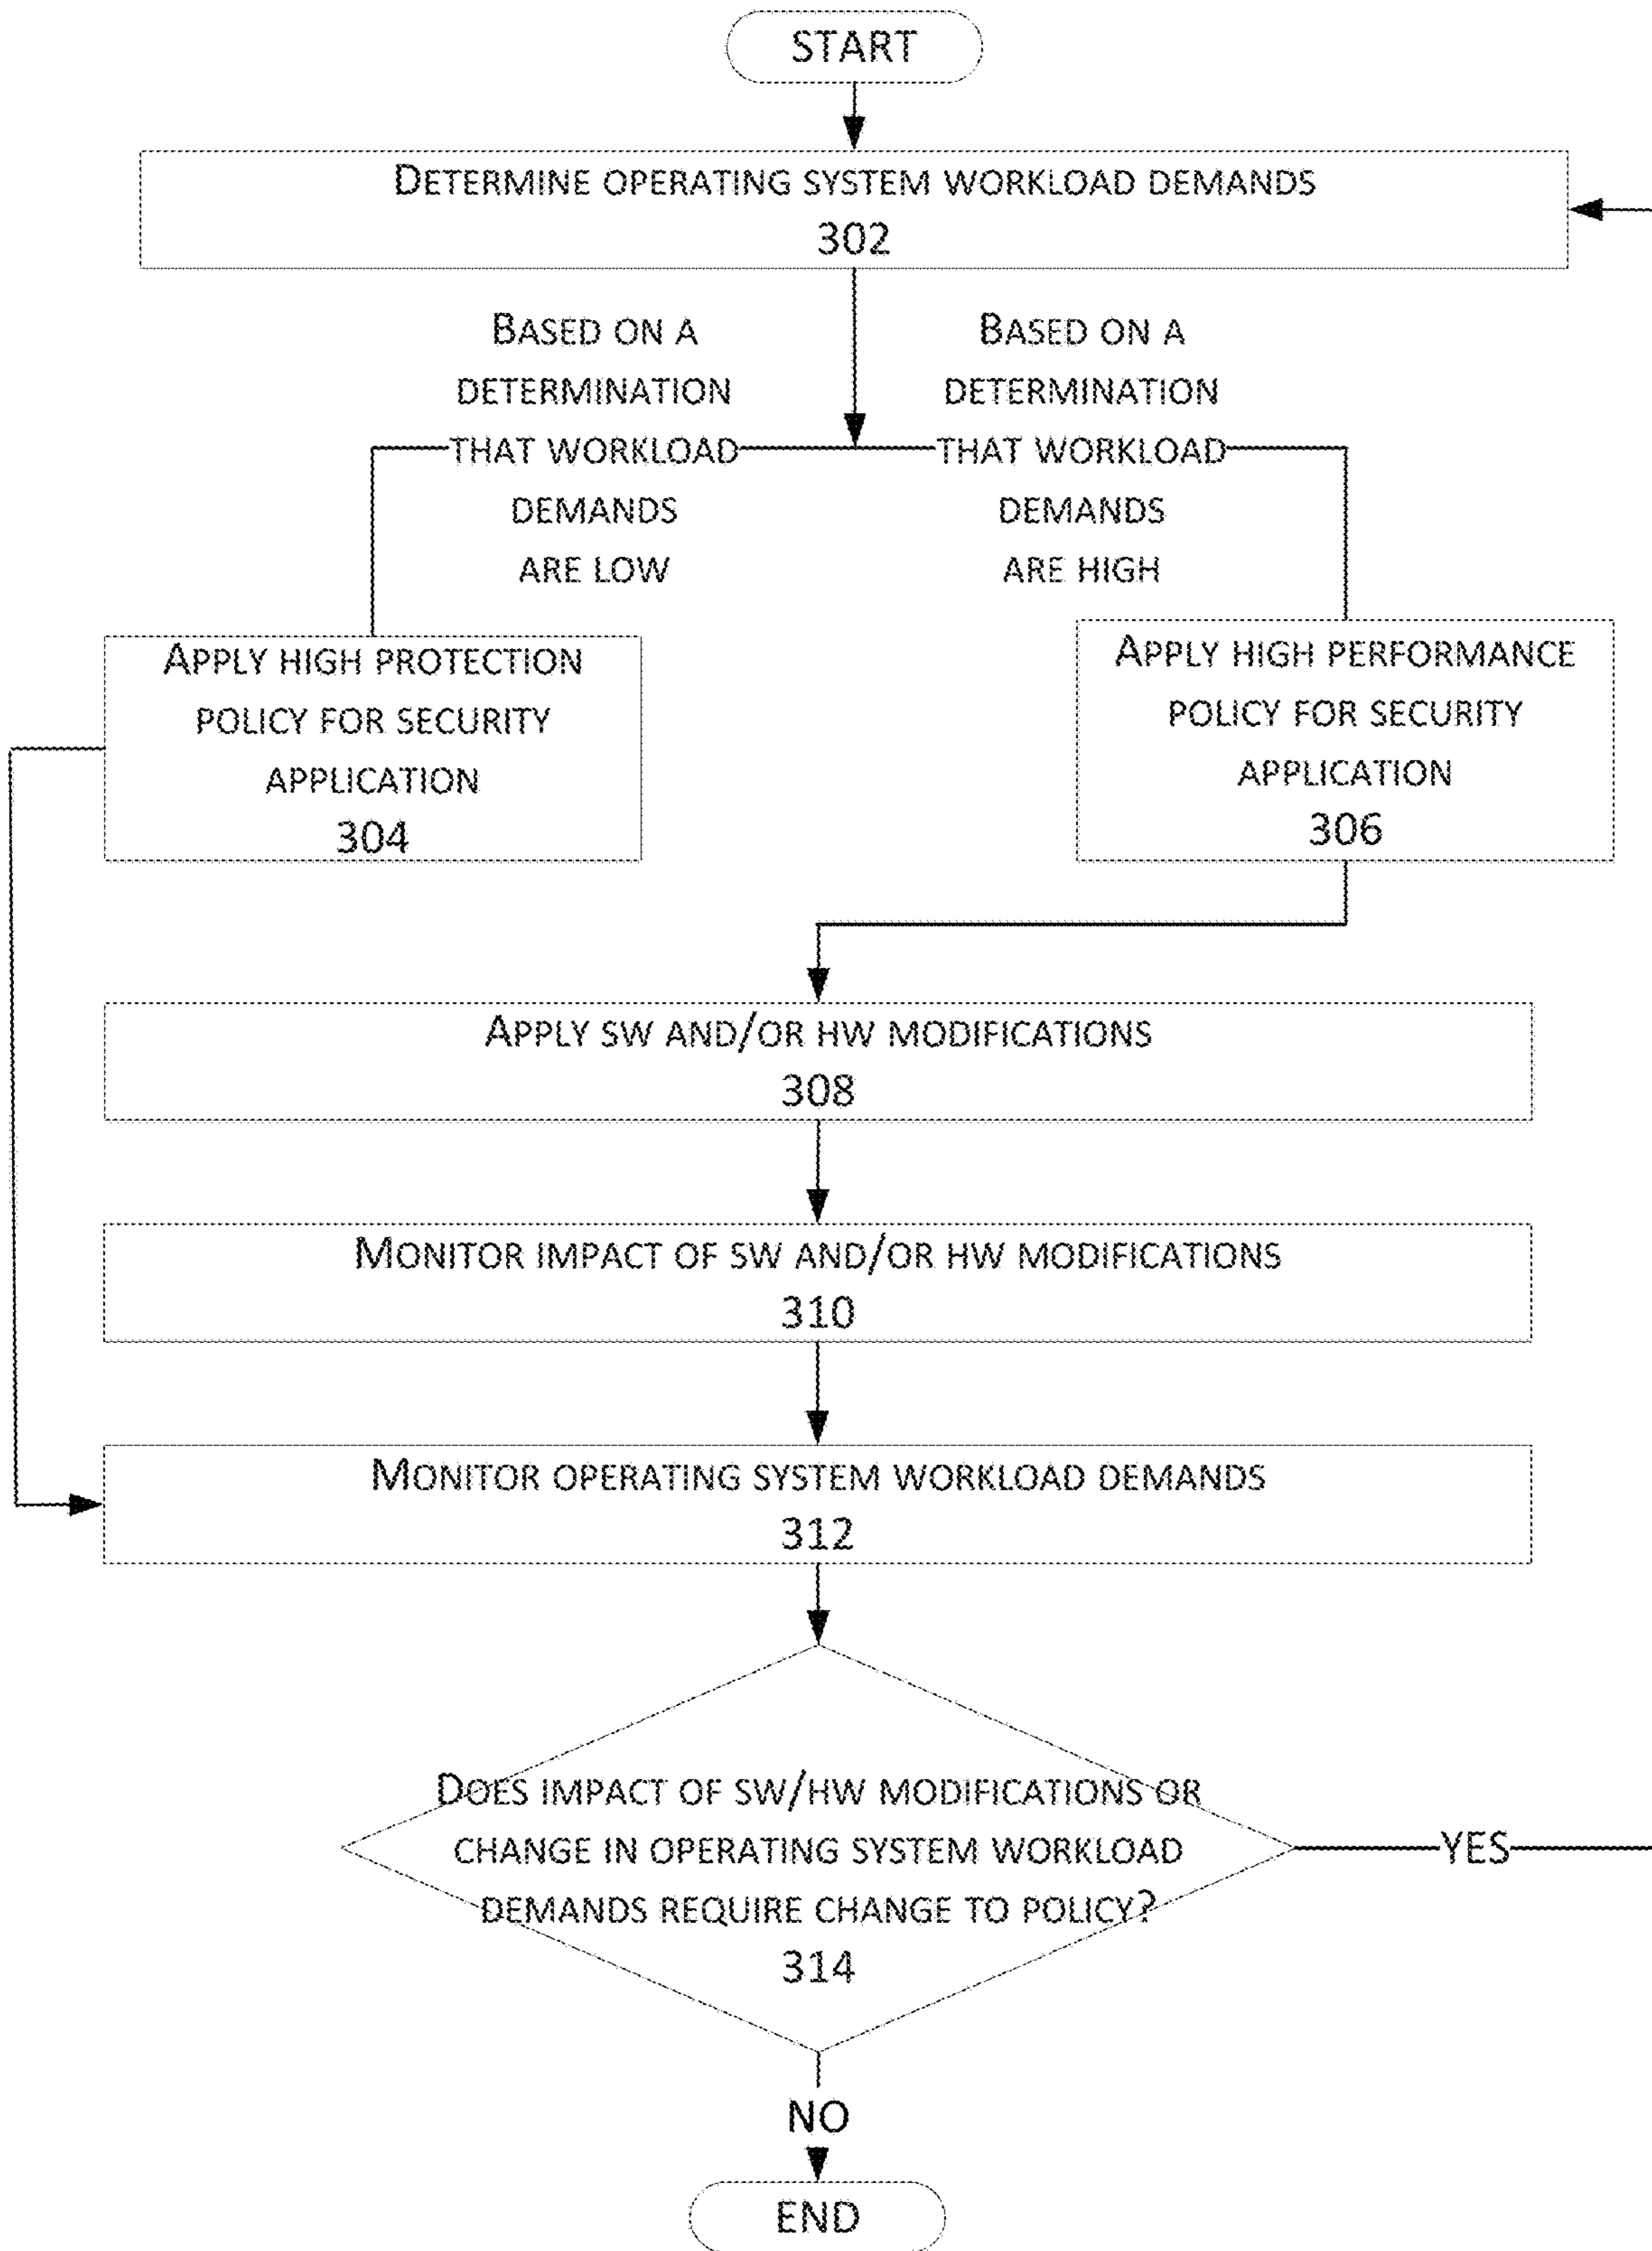 START
DETERMINE OPERATING SYSTEM WORKLOAD DEMANDS
302
BASED ON A
DETERMINATION
THAT WORKLOAD
DEMANDS
ARE LOW
BASED ON A
DETERMINATION
THAT WORKLOAD
DEMANDS
ARE HIGH
APPLY HIGH PROTECTION
POLICY FOR SECURITY
APPLICATION
304
APPLY HIGH PERFORMANCE
POLICY FOR SECURITY
APPLICATION
306
APPLY SW AND/OR HW MODIFICATIONS
308
MONITOR IMPACT OF SW AND/OR HW MODIFICATIONS
310
MONITOR OPERATING SYSTEM WORKLOAD DEMANDS
312
DOES IMPACT OF SW/HW MODIFICATIONS OR
CHANGE IN OPERATING SYSTEM WORKLOAD
DEMANDS REQUIRE CHANGE TO POLICY?
314
YES
NO
END